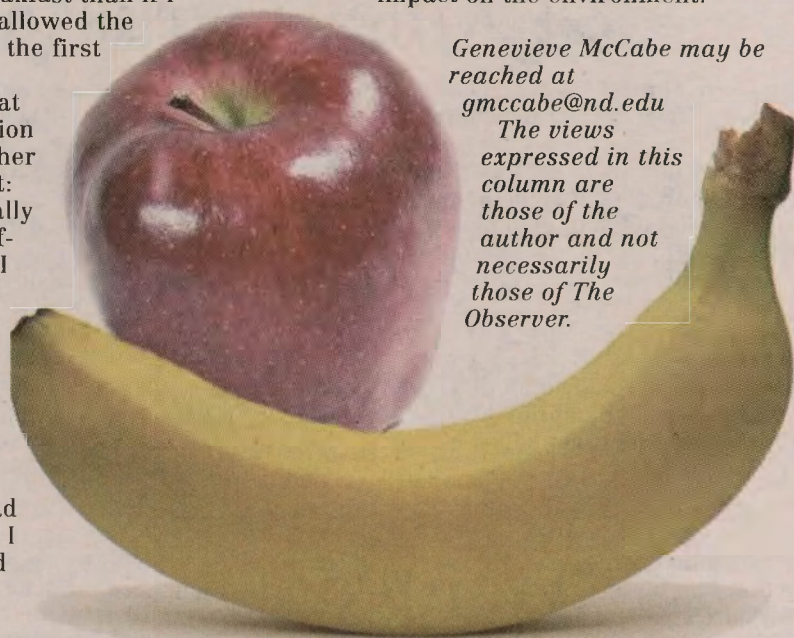 than if I
allowed the
the first
at
ion
her
t:
ally
f-
I
I
impact on the environment.
Genevieve McCabe may be
reached at
gmccabe@nd.edu
The views
expressed in this
column are
those of the
author and not
necessarily
those of The
Observer.